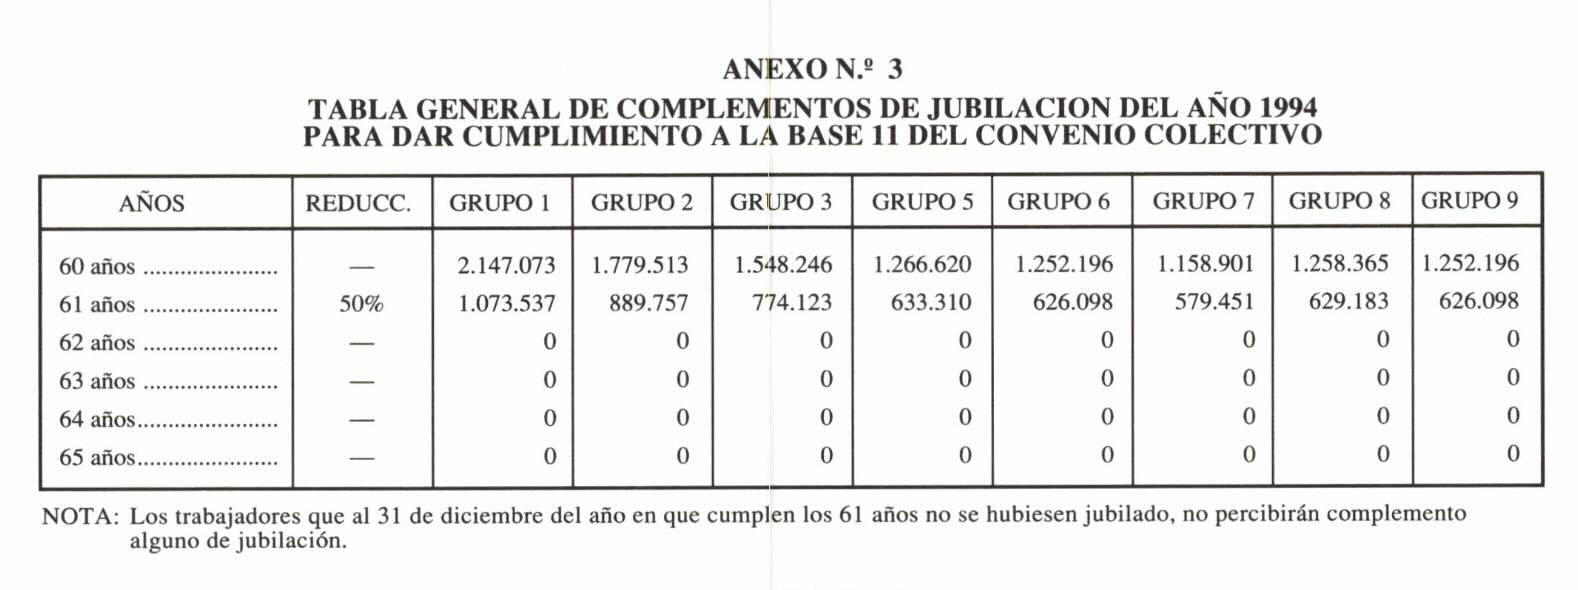 ANEXO N.º 3
TABLA GENERAL DE COMPLEMENTOS DE JUBILACION DEL AÑO 1994
PARA DAR CUMPLIMIENTO A LA BASE 11 DEL CONVENIO COLECTIVO
AÑOS REDUCC. GRUPO 1 GRUPO 2 GRUPO 3 GRUPO 5 GRUPO 6 GRUPO 7 GRUPO 8 GRUPO 9
60 años ...................... — 2.147.073 1.779.513 1.548.246 1.266.620 1.252.196 1.158.901 1.258.365 1.252.196
61 años ...................... 50% 1.073.537 889.757 774.123 633.310 626.098 579.451 629.183 626.098
62 años ...................... — 0 0 0 0 0 0 0 0
63 años ...................... — 0 0 0 0 0 0 0 0
64 años....................... — 0 0 0 0 0 0 0 0
65 años....................... — 0 0 0 0 0 0 0 0
NOTA: Los trabajadores que al 31 de diciembre del año en que cumplen los 61 años no se hubiesen jubilado, no percibirán complemento
alguno de jubilación.